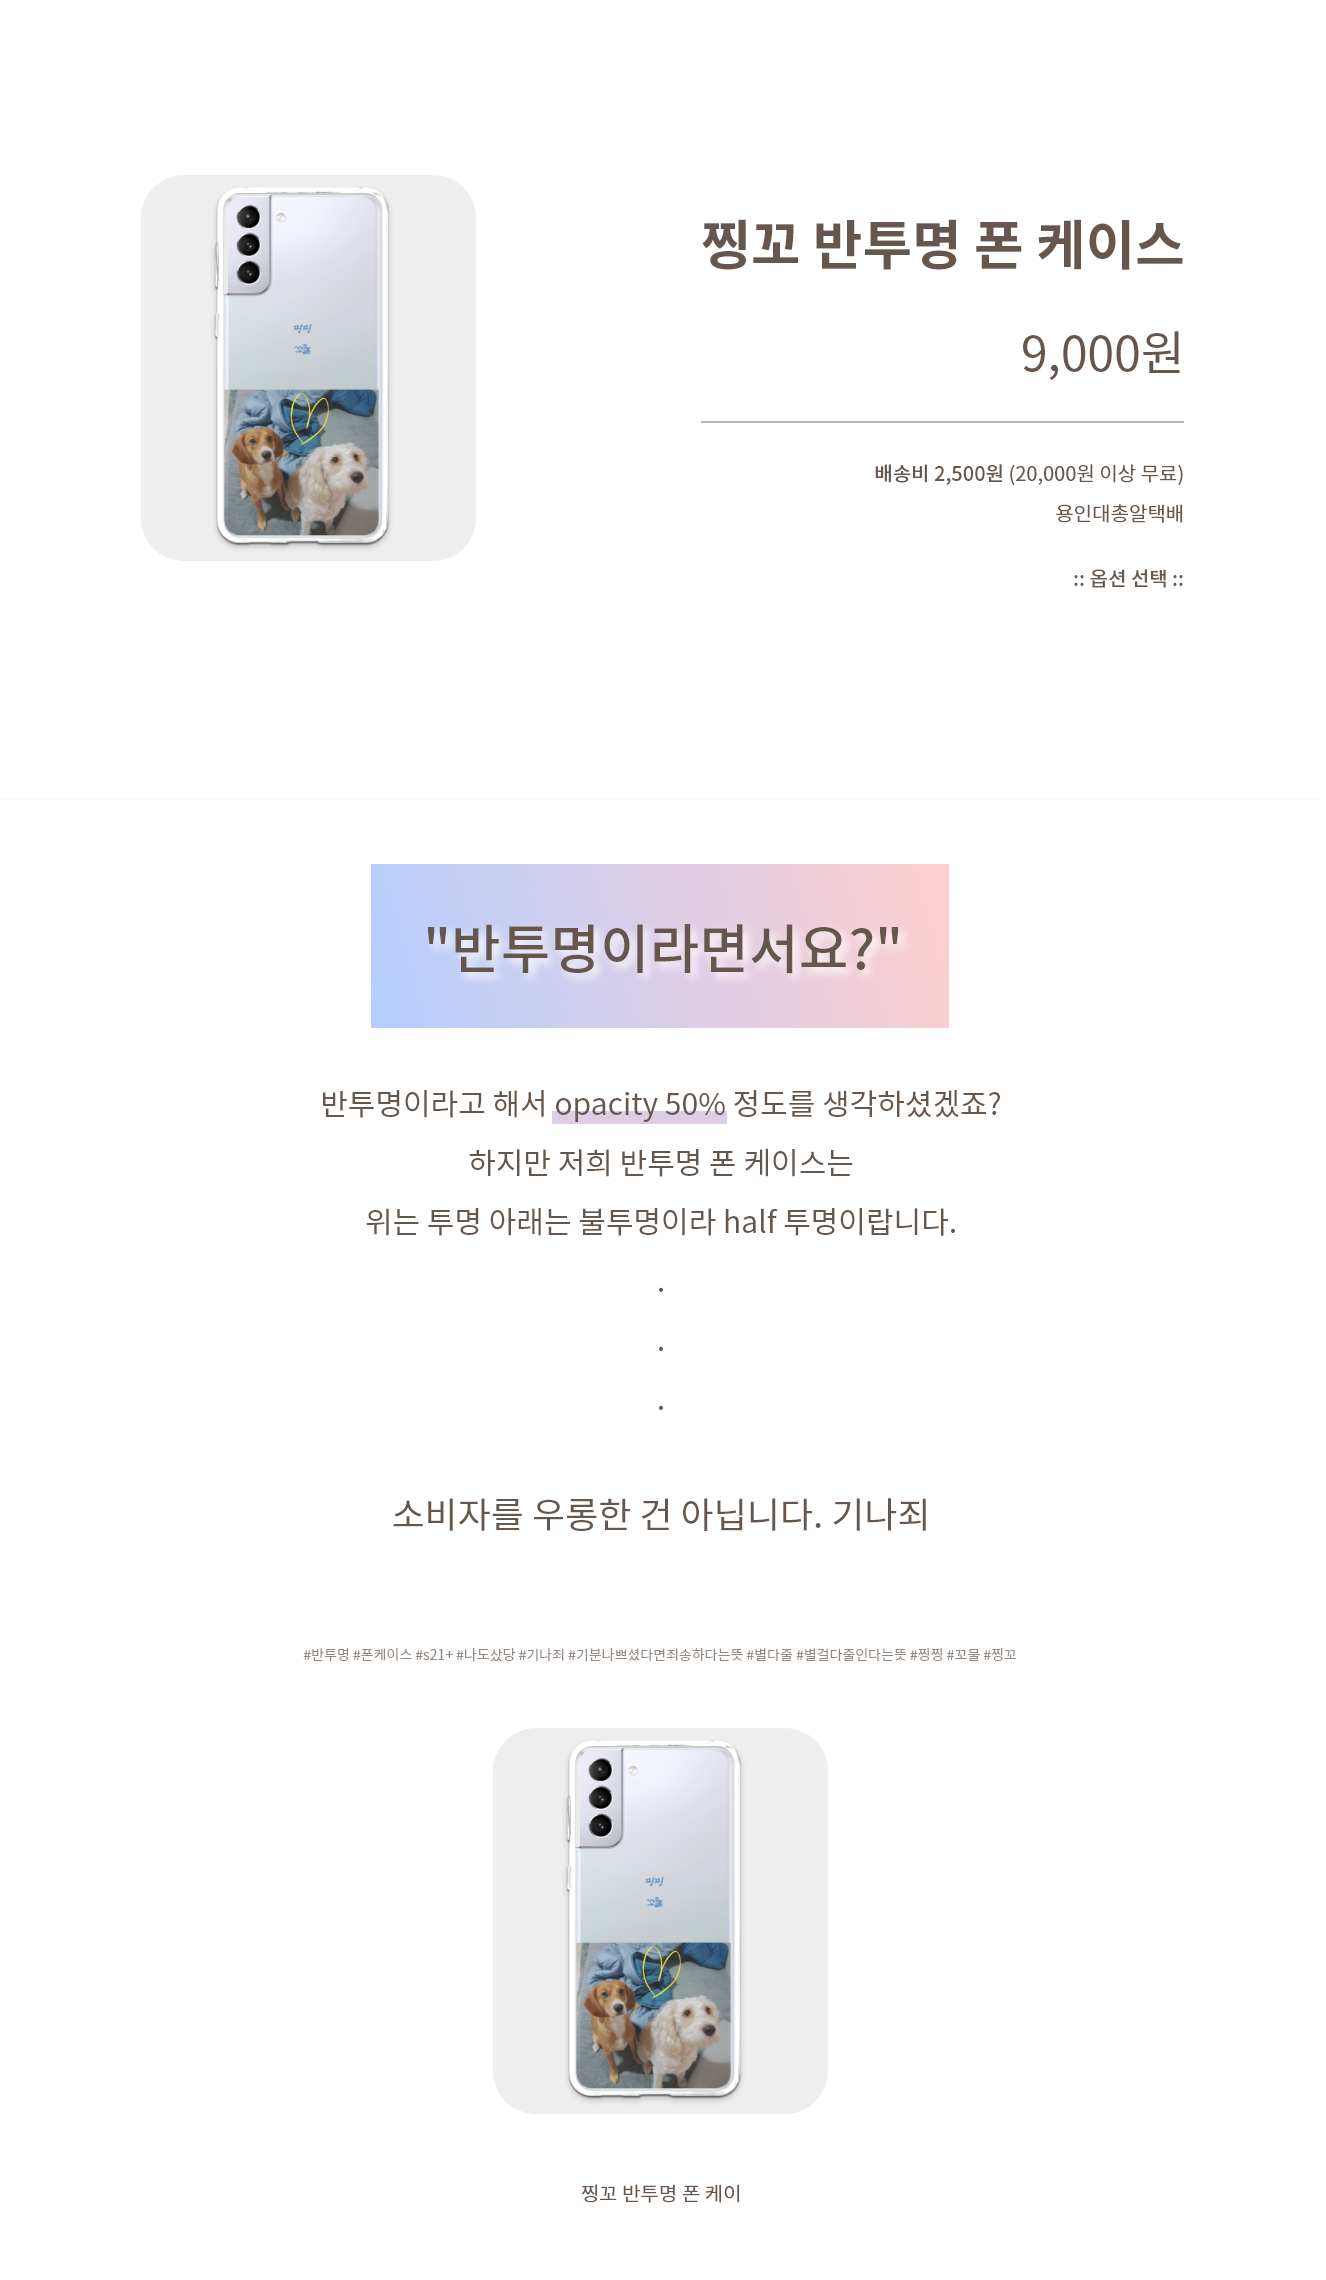 찡꼬 반투명 폰 케이스
9,000원
배송비 2,500원 (20,000원 이상 무료)
용인대총알택배
:: 옵션 선택 ::
"반투명이라면서요?"
반투명이라고 해서 opacity 50% 정도를 생각하셨겠죠?
하지만 저희 반투명 폰 케이스는
위는 투명 아래는 불투명이라 half 투명이랍니다.
.
.
.
소비자를 우롱한 건 아닙니다. 기나죄
#반투명 #폰케이스 #s21+ #나도샀당 #기나죄 #기분나쁘셨다면죄송하다는뜻 #별다줄 #별걸다줄인다는뜻 #찡찡 #꼬물 #찡꼬
찡꼬 반투명 폰 케이